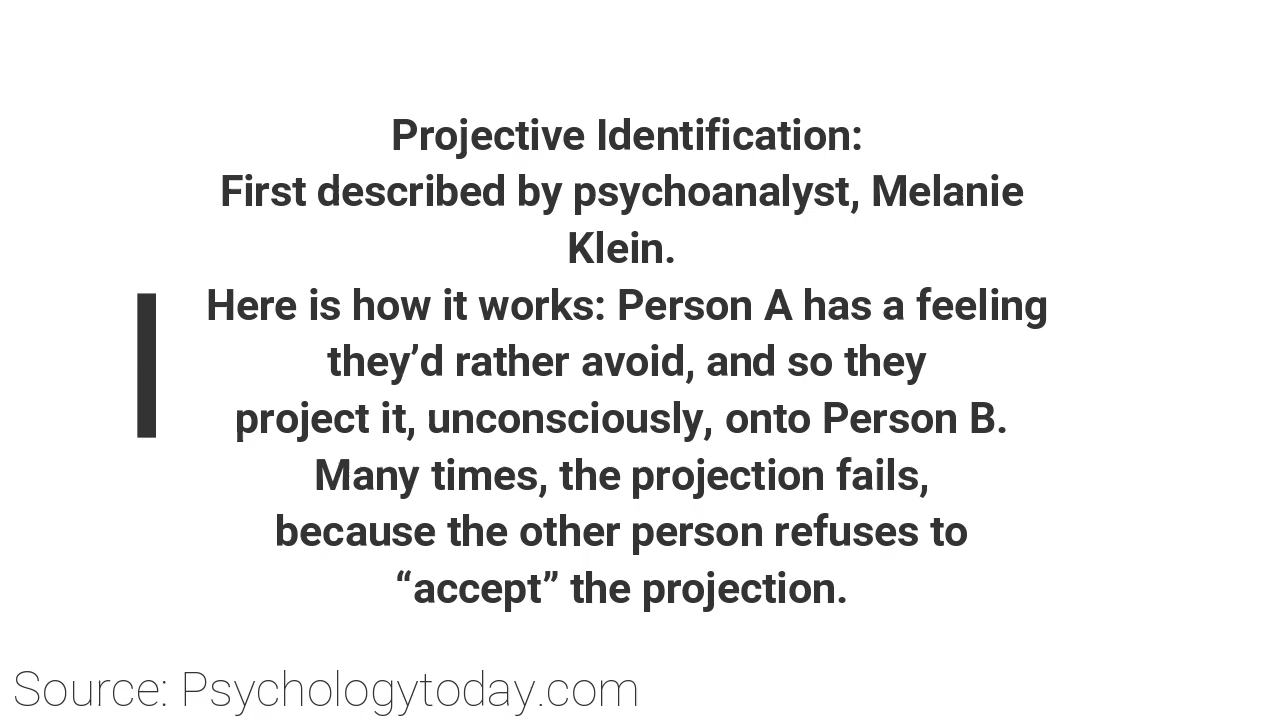 Projective Identification:
First described by psychoanalyst, Melanie
Klein.
Here is how it works: Person A has a feeling
they’d rather avoid, and so they
project it, unconsciously, onto Person B.
Many times, the projection fails,
because the other person refuses to
“accept” the projection.
Source: Psychologytoday.com